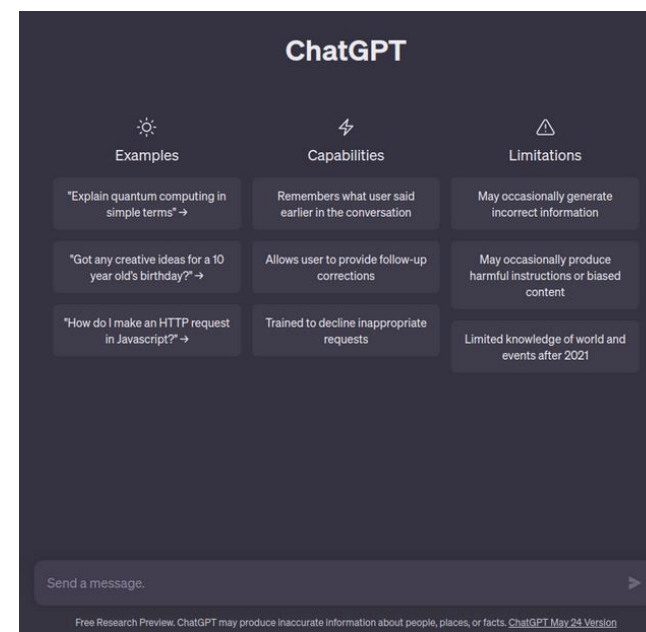 ChatGPT
Examples
"Explain quantum computing in
simple terms" →
"Got any creative ideas for a 10
year old's birthday?" →
"How do I make an HTTP request
in Javascript?" →
Capabilities
Remembers what user said
earlier in the conversation
Allows user to provide follow-up
corrections
Trained to decline inappropriate
requests
Limitations
May occasionally generate
incorrect information
May occasionally produce
harmful instructions or biased
content
Limited knowledge of world and
events after 2021
Send a message.
Free Research Preview. ChatGPT may produce inaccurate information about people, places, or facts. ChatGPT May 24 Version